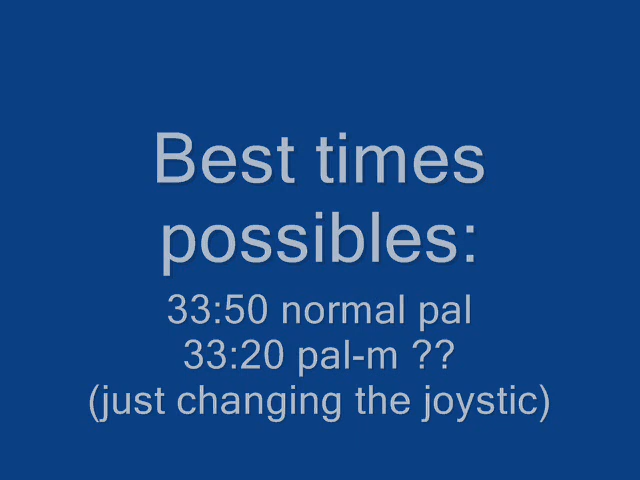 Best times
possibles:
33:50 normal pal
33:20 pal-m ??
(just changing the joystic)